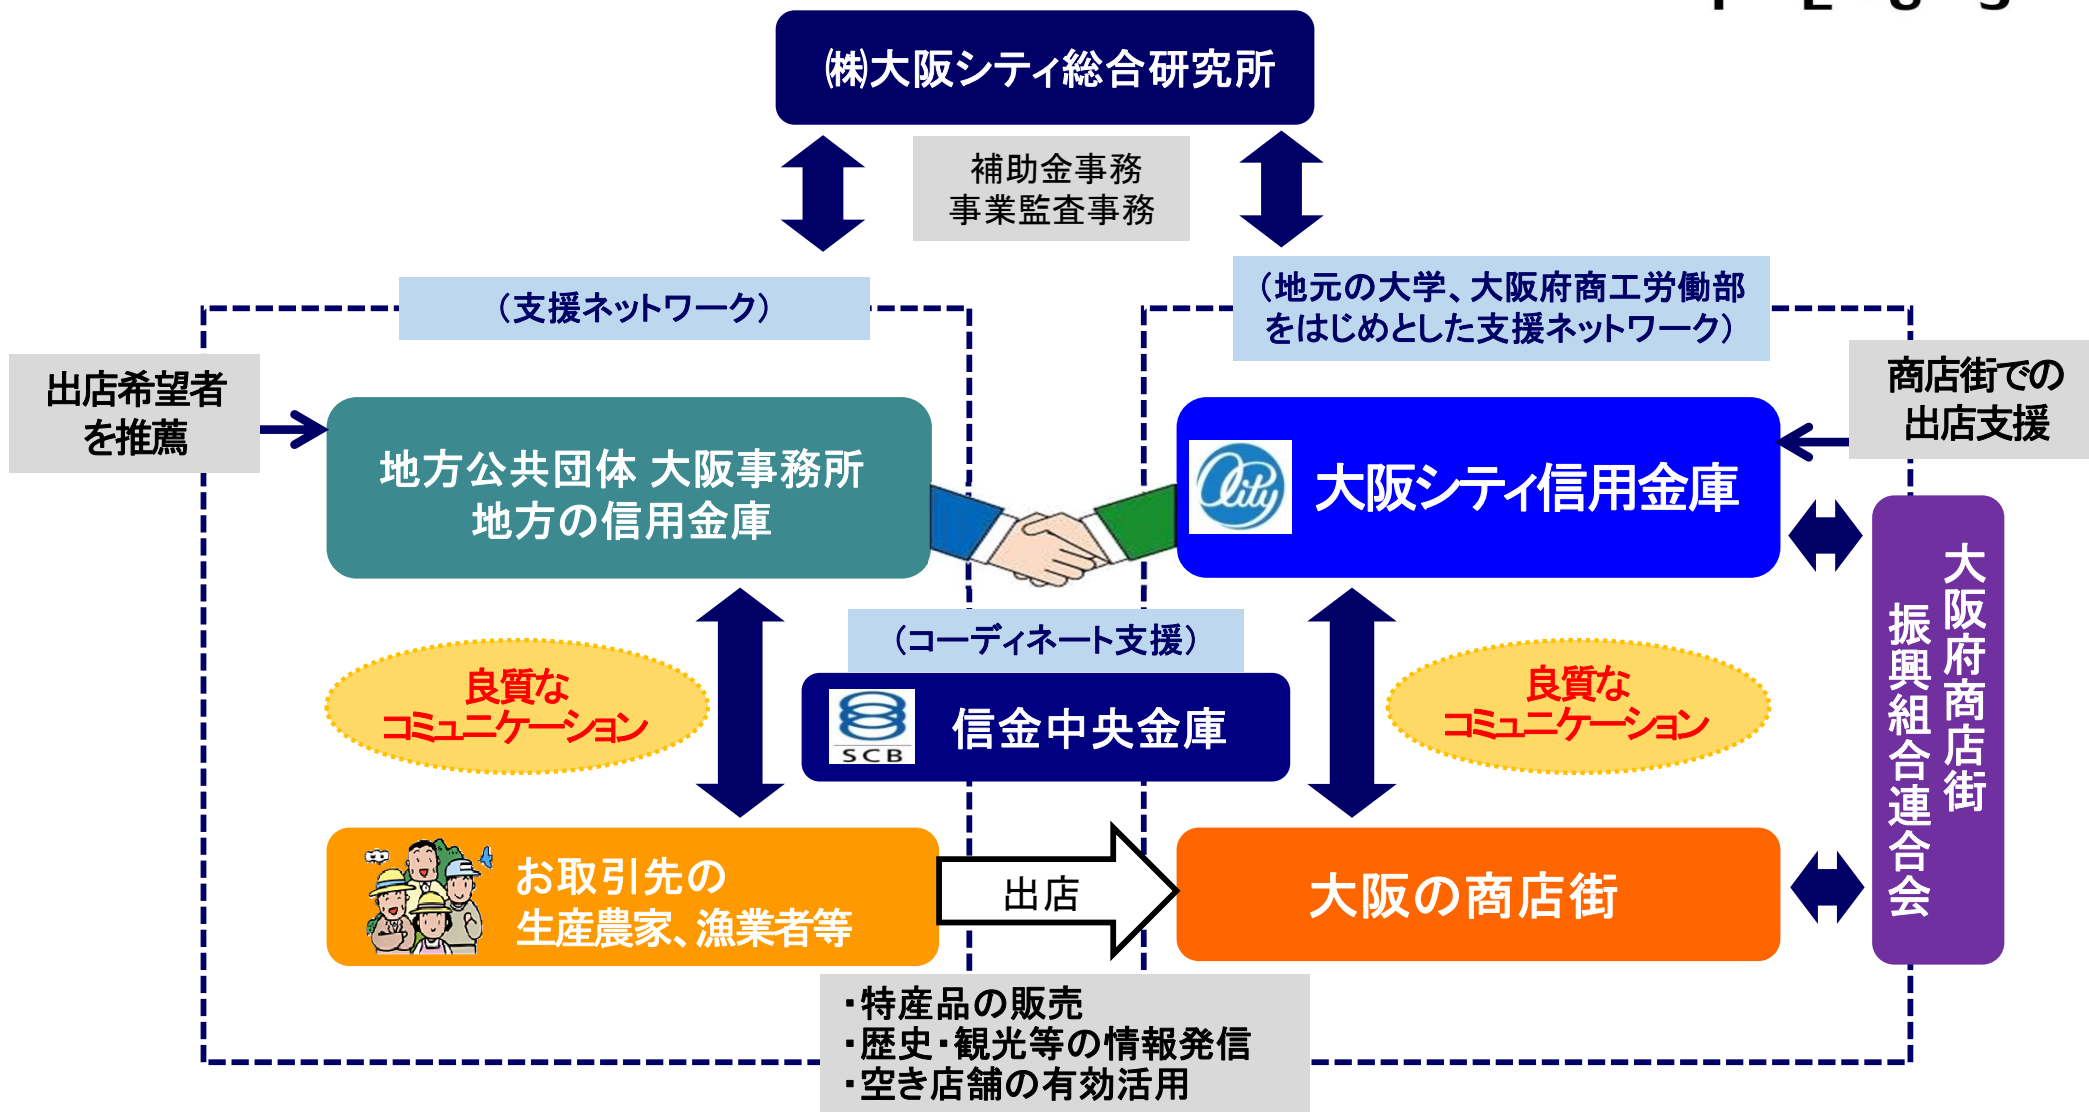 ㈱大阪シティ総合研究所
補助金事務
事業監査事務
（支援ネットワーク）
（地元の大学、大阪府商工労働部
をはじめとした支援ネットワーク）
出店希望者
を推薦
商店街での
出店支援
地方公共団体 大阪事務所
地方の信用金庫
City
大阪シティ信用金庫
大阪府商店街
振興組合連合会
（コーディネート支援）
良質な
コミュニケーション
SCB
信金中央金庫
良質な
コミュニケーション
お取引先の
生産農家、漁業者等
出店
大阪の商店街
・特産品の販売
・歴史・観光等の情報発信
・空き店舗の有効活用